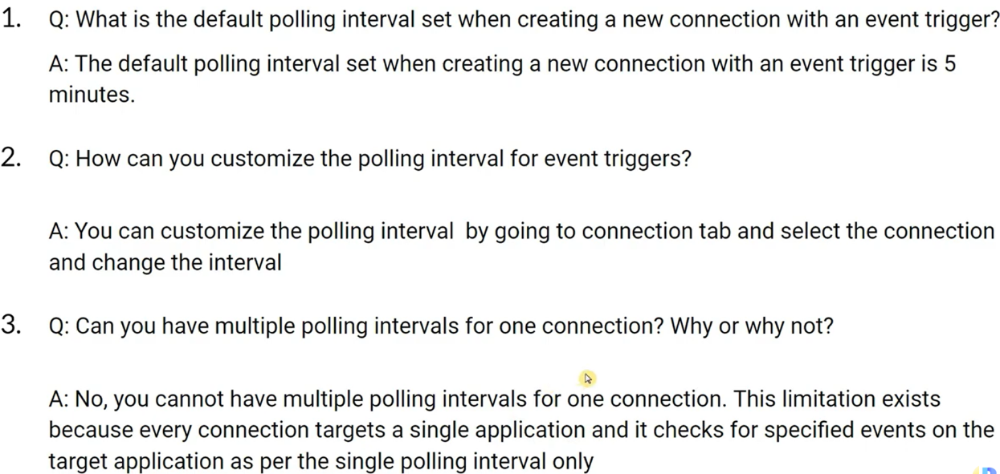 1. Q: What is the default polling interval set when creating a new connection with an event trigger?
A: The default polling interval set when creating a new connection with an event trigger is 5
minutes.
2. Q: How can you customize the polling interval for event triggers?
A: You can customize the polling interval by going to connection tab and select the connection
and change the interval
3. Q: Can you have multiple polling intervals for one connection? Why or why not?
A: No, you cannot have multiple polling intervals for one connection. This limitation exists
because every connection targets a single application and it checks for specified events on the
target application as per the single polling interval only